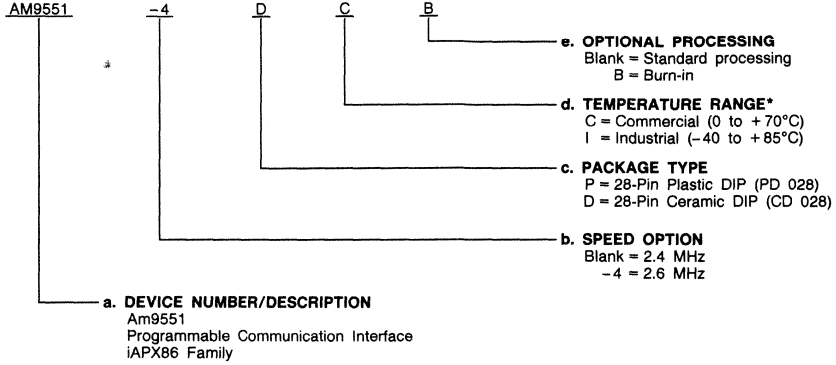 AM9551 -4 D C B
e. OPTIONAL PROCESSING
Blank = Standard processing
B = Burn-in
d. TEMPERATURE RANGE*
C = Commercial (0 to +70°C)
I = Industrial (-40 to +85°C)
c. PACKAGE TYPE
P = 28-Pin Plastic DIP (PD 028)
D = 28-Pin Ceramic DIP (CD 028)
b. SPEED OPTION
Blank = 2.4 MHz
-4 = 2.6 MHz
a. DEVICE NUMBER/DESCRIPTION
Am9551
Programmable Communication Interface
iAPX86 Family